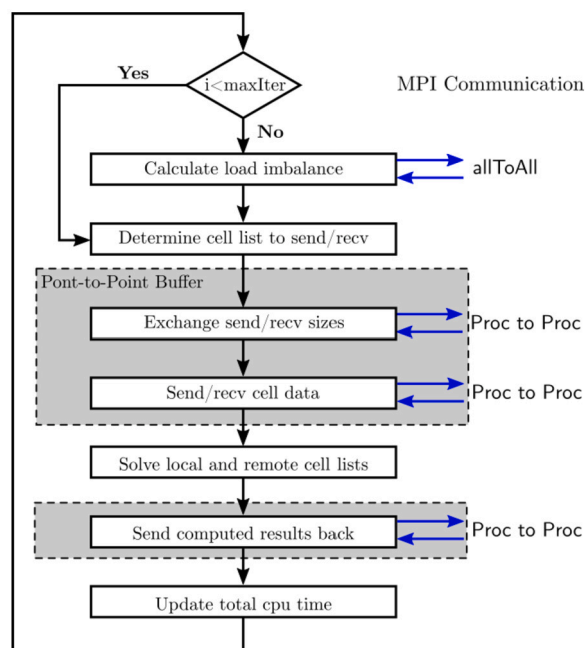 Yes
i<maxIter
MPI Communication
No
Calculate load imbalance
allToAll
Determine cell list to send/recv
Pont-to-Point Buffer
Exchange send/recv sizes
Proc to Proc
Send/recv cell data
Proc to Proc
Solve local and remote cell lists
Send computed results back
Proc to Proc
Update total cpu time